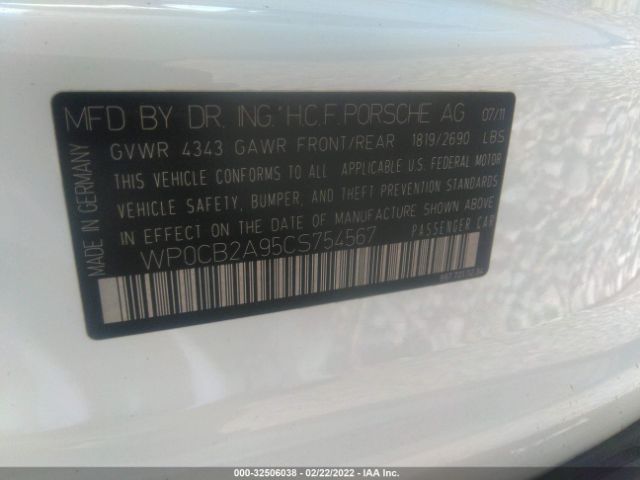 MFD BY DR. ING. H.C. F. PORSCHE AG 07/11
GVWR 4343 GAWR FRONT/REAR 1819/2690 LBS
THIS VEHICLE CONFORMS TO ALL APPLICABLE U.S. FEDERAL MOTOR
VEHICLE SAFETY, BUMPER, AND THEFT PREVENTION STANDARDS
IN EFFECT ON THE DATE OF MANUFACTURE SHOWN ABOVE.
WP0CB2A95CS754567 PASSENGER CAR
MADE IN GERMANY
000-32506038 - 02/22/2022 - IAA Inc.